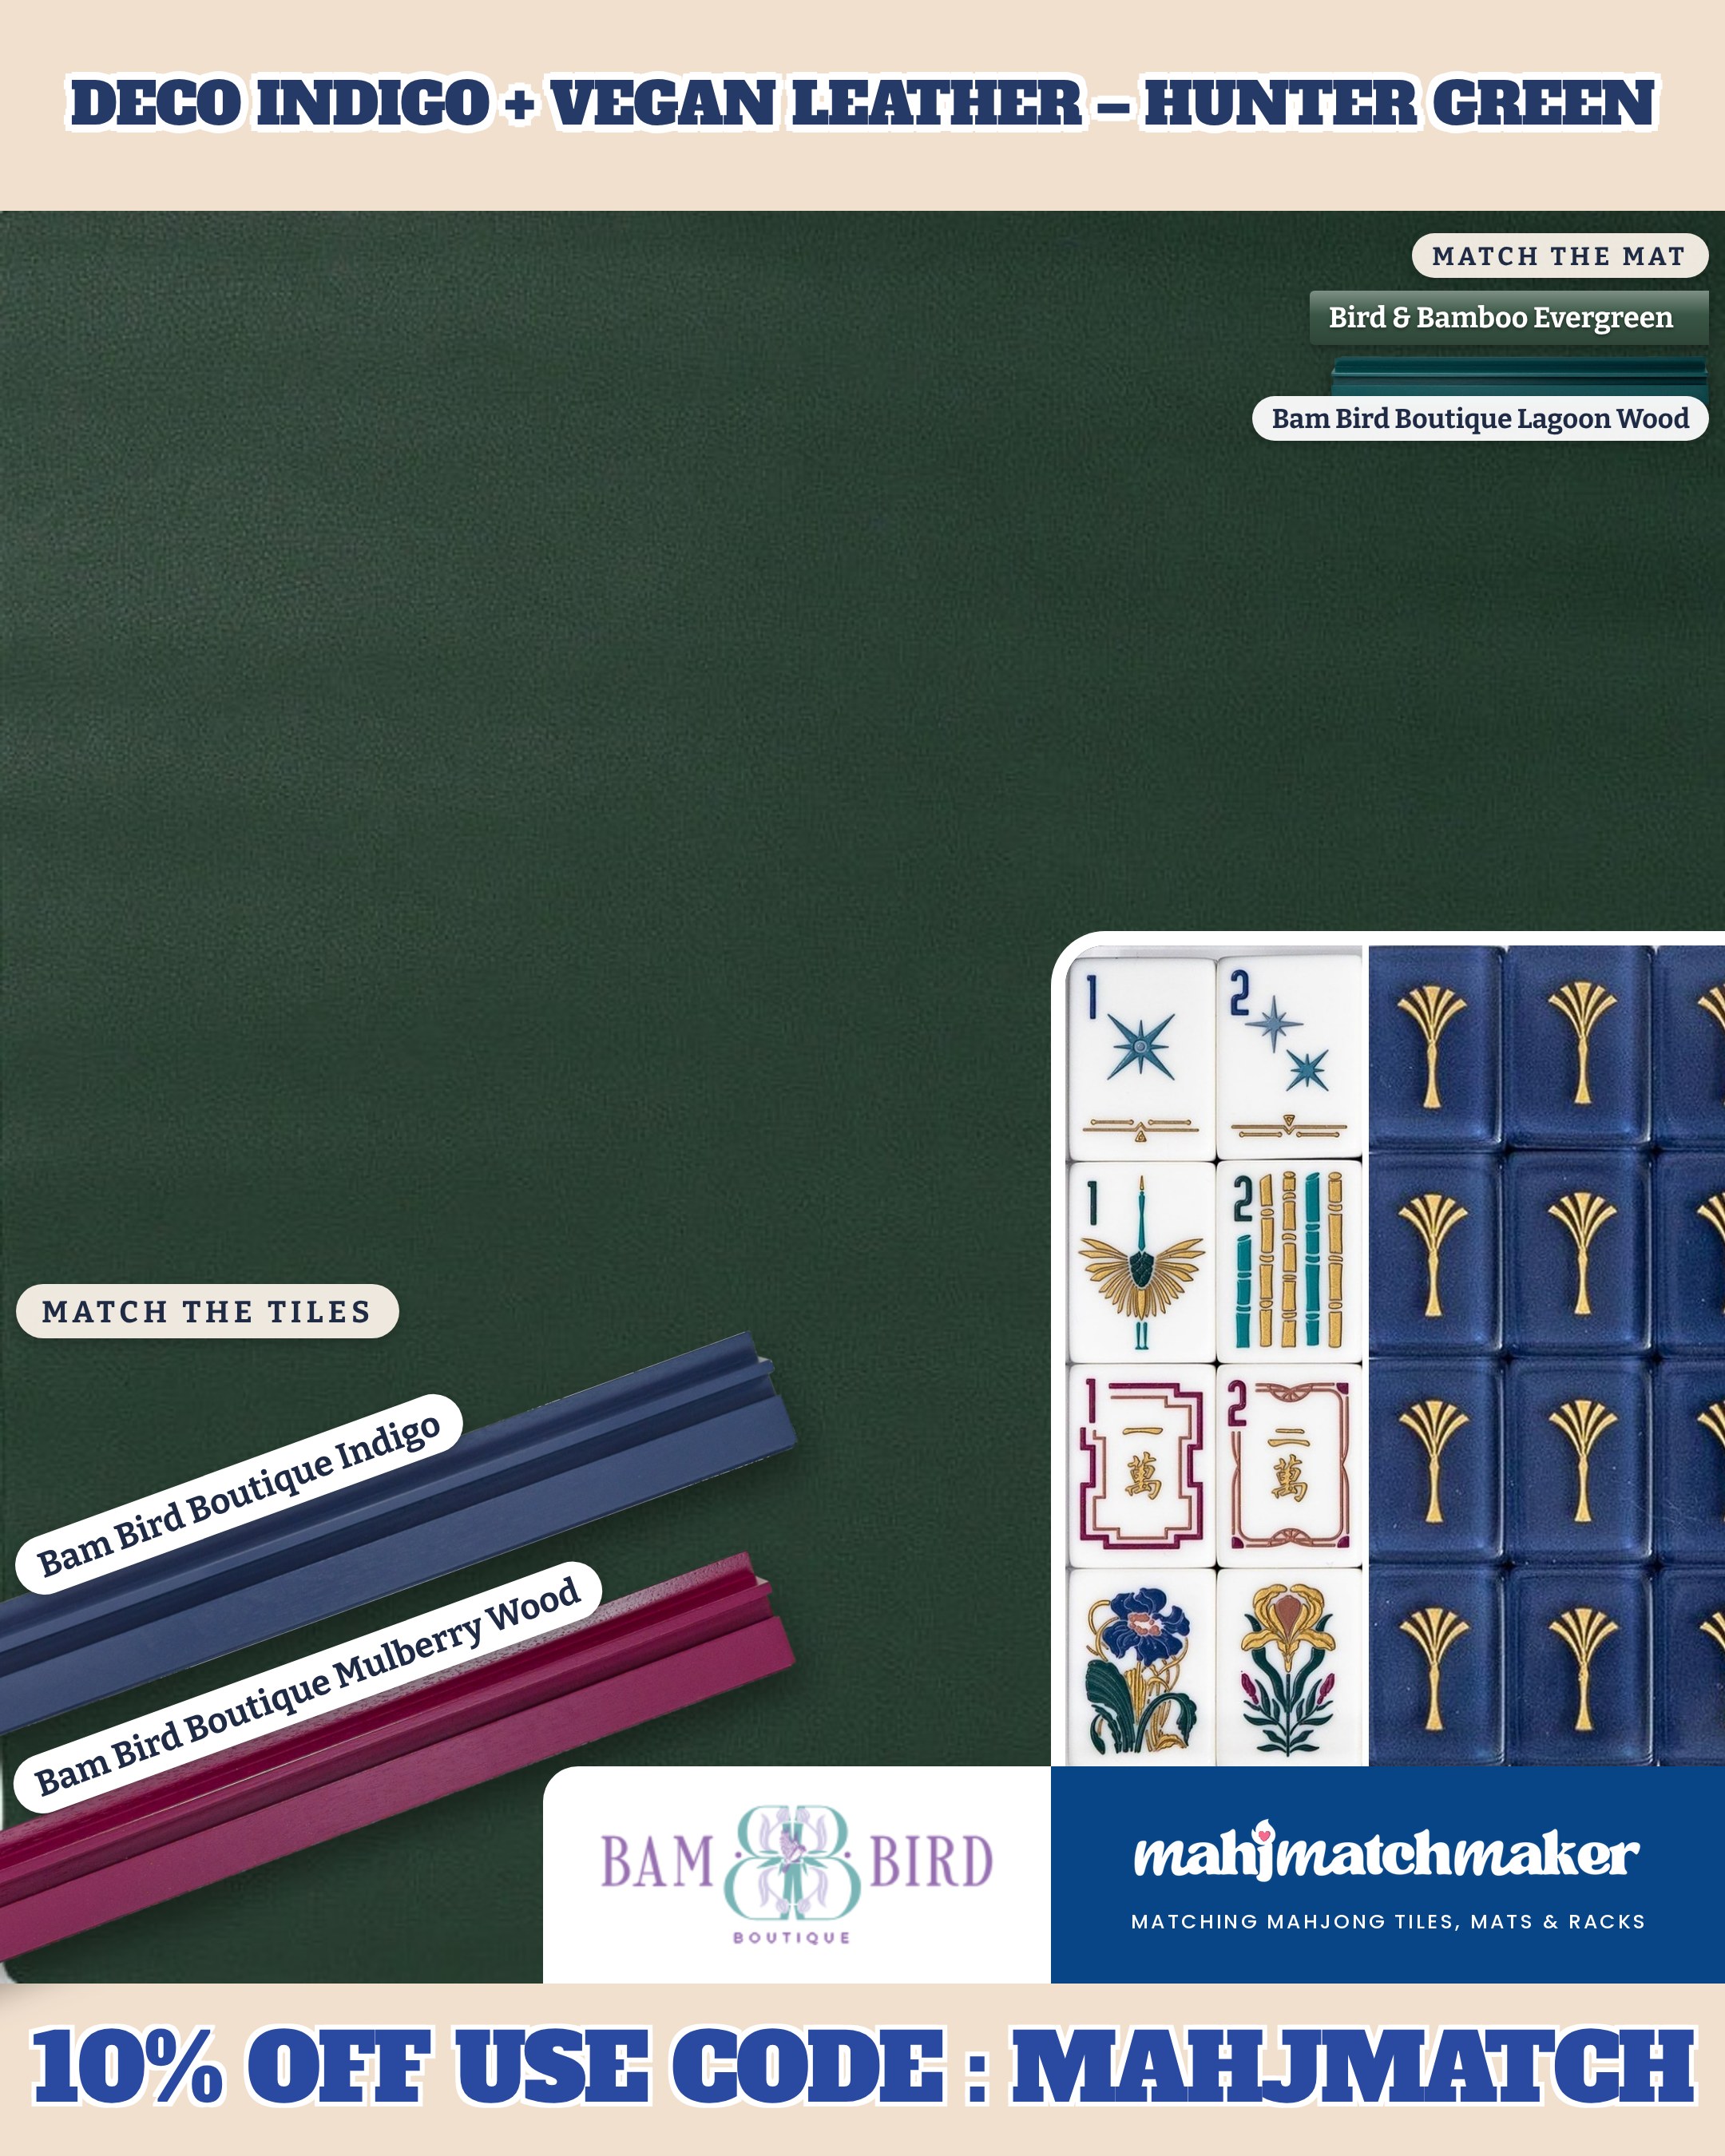 DECO INDIGO + VEGAN LEATHER – HUNTER GREEN
MATCH THE MAT
Bird & Bamboo Evergreen
Bam Bird Boutique Lagoon Wood
1
2
1
2
1
2
一
二
萬
萬
MATCH THE TILES
Bam Bird Boutique Indigo
Bam Bird Boutique Mulberry Wood
BAM BIRD
BOUTIQUE
mahjmatchmaker
MATCHING MAHJONG TILES, MATS & RACKS
10% OFF USE CODE : MAHJMATCH